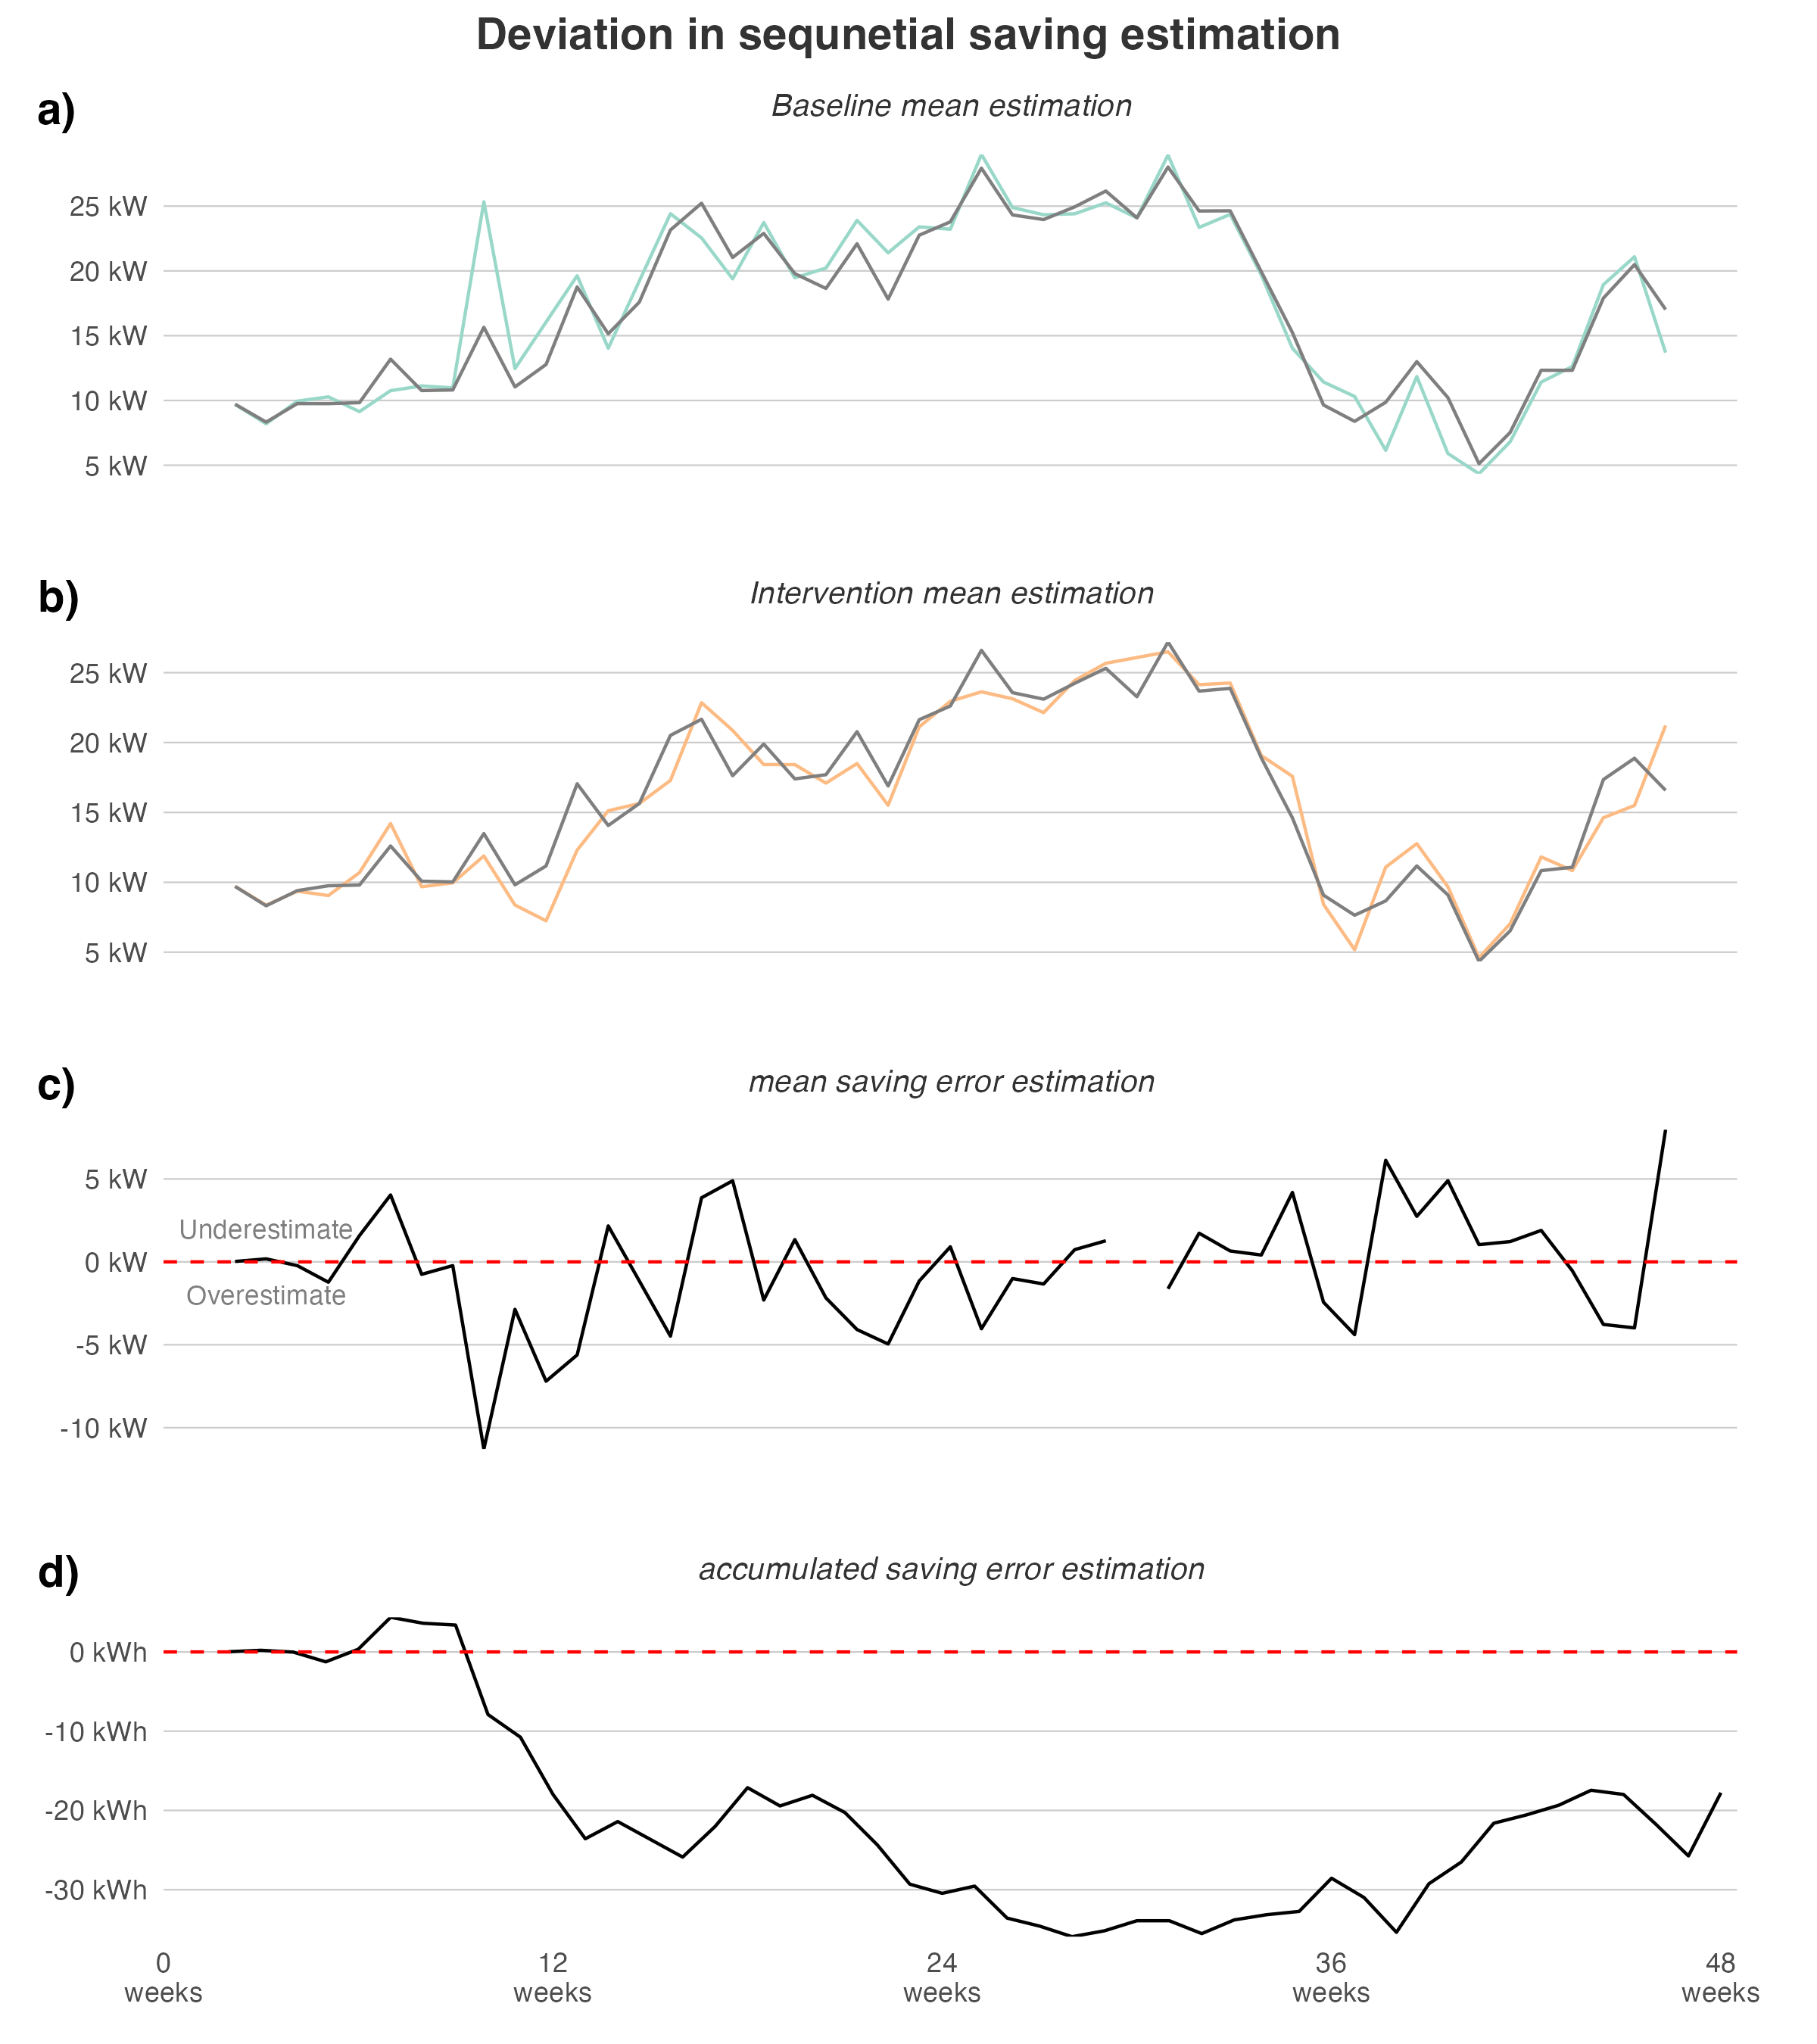 Deviation in sequnetial saving estimation
a)
Baseline mean estimation
25 kW
20 kW
15 kW
10 kW
5 kW
b)
Intervention mean estimation
25 kW
20 kW
15 kW
10 kW
5 kW
c)
mean saving error estimation
5 kW
Underestimate
0 kW
Overestimate
-5 kW
-10 kW
d)
accumulated saving error estimation
0 kWh
-10 kWh
-20 kWh
-30 kWh
0 12 24 36 48
weeks weeks weeks weeks weeks